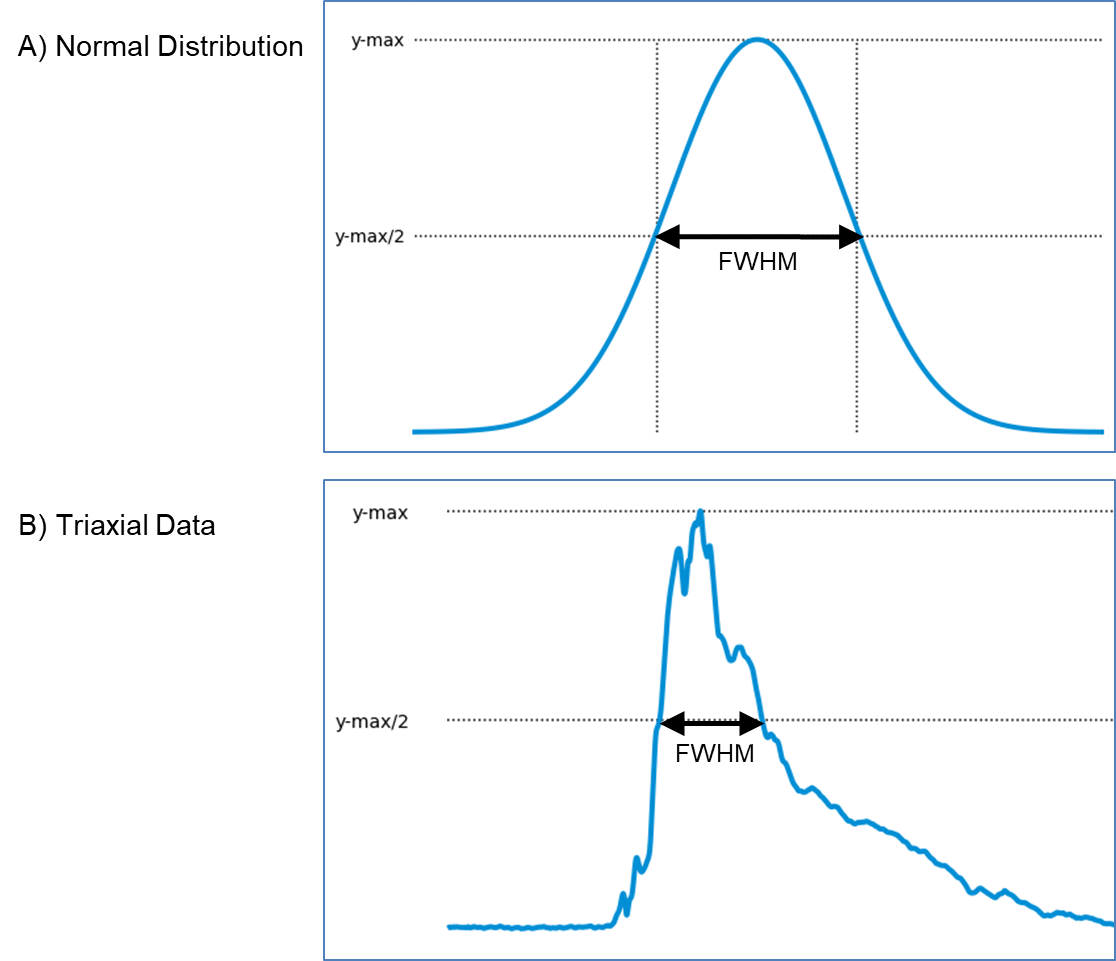 A) Normal Distribution
y-max
y-max/2
FWHM
B) Triaxial Data
y-max
y-max/2
FWHM